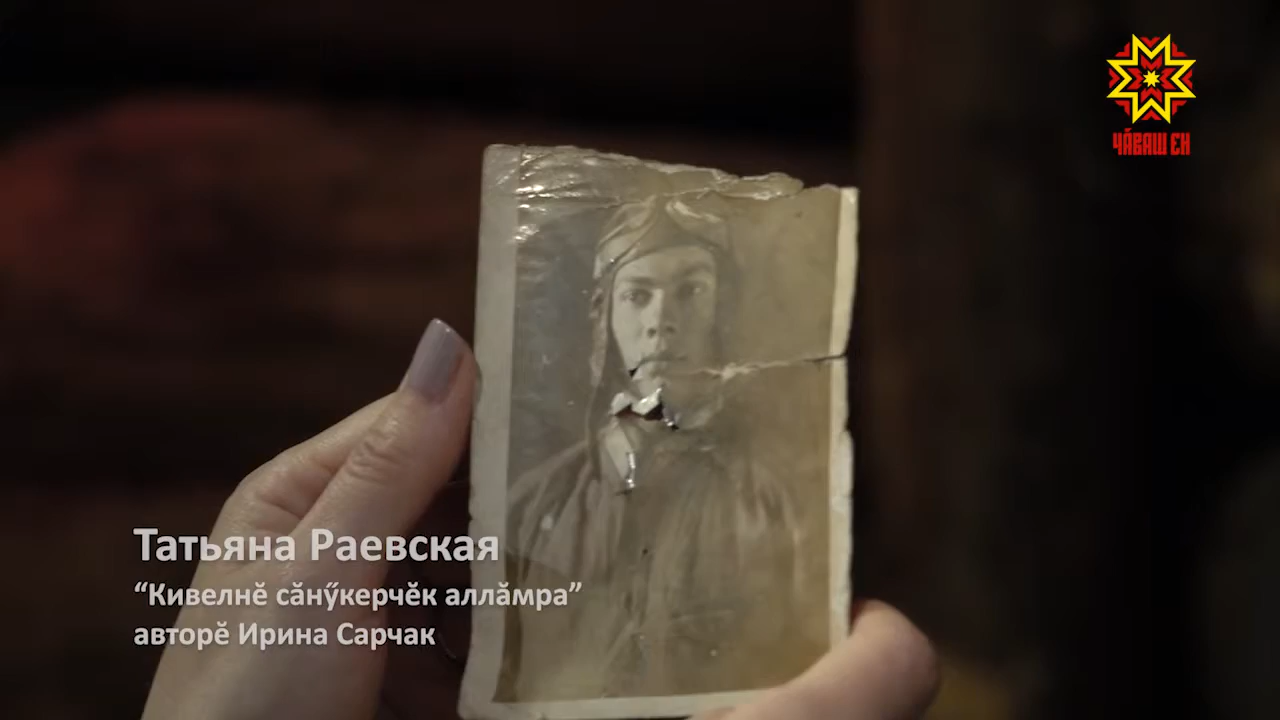 ЧӐВАШ ЕН
Татьяна Раевская
“Кивелнӗ сӑнӳкерчӗк аллӑмра”
авторӗ Ирина Сарчак